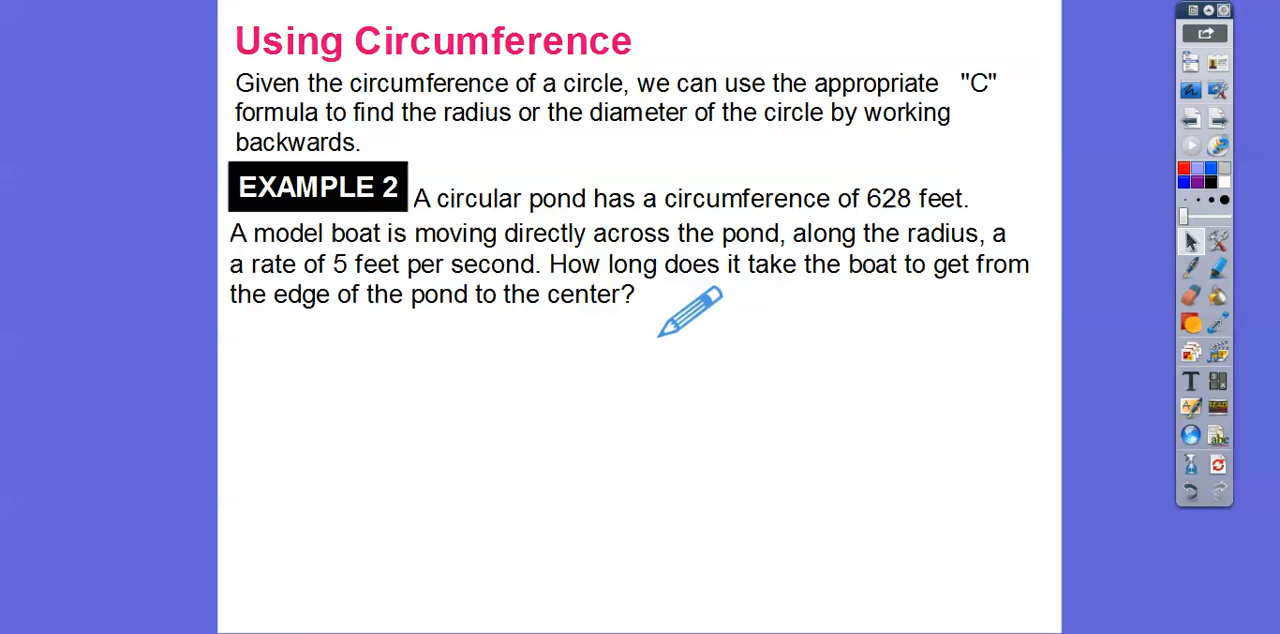 Using Circumference
Given the circumference of a circle, we can use the appropriate "C"
formula to find the radius or the diameter of the circle by working
backwards.
EXAMPLE 2 A circular pond has a circumference of 628 feet.
A model boat is moving directly across the pond, along the radius, a
a rate of 5 feet per second. How long does it take the boat to get from
the edge of the pond to the center?
T
abc